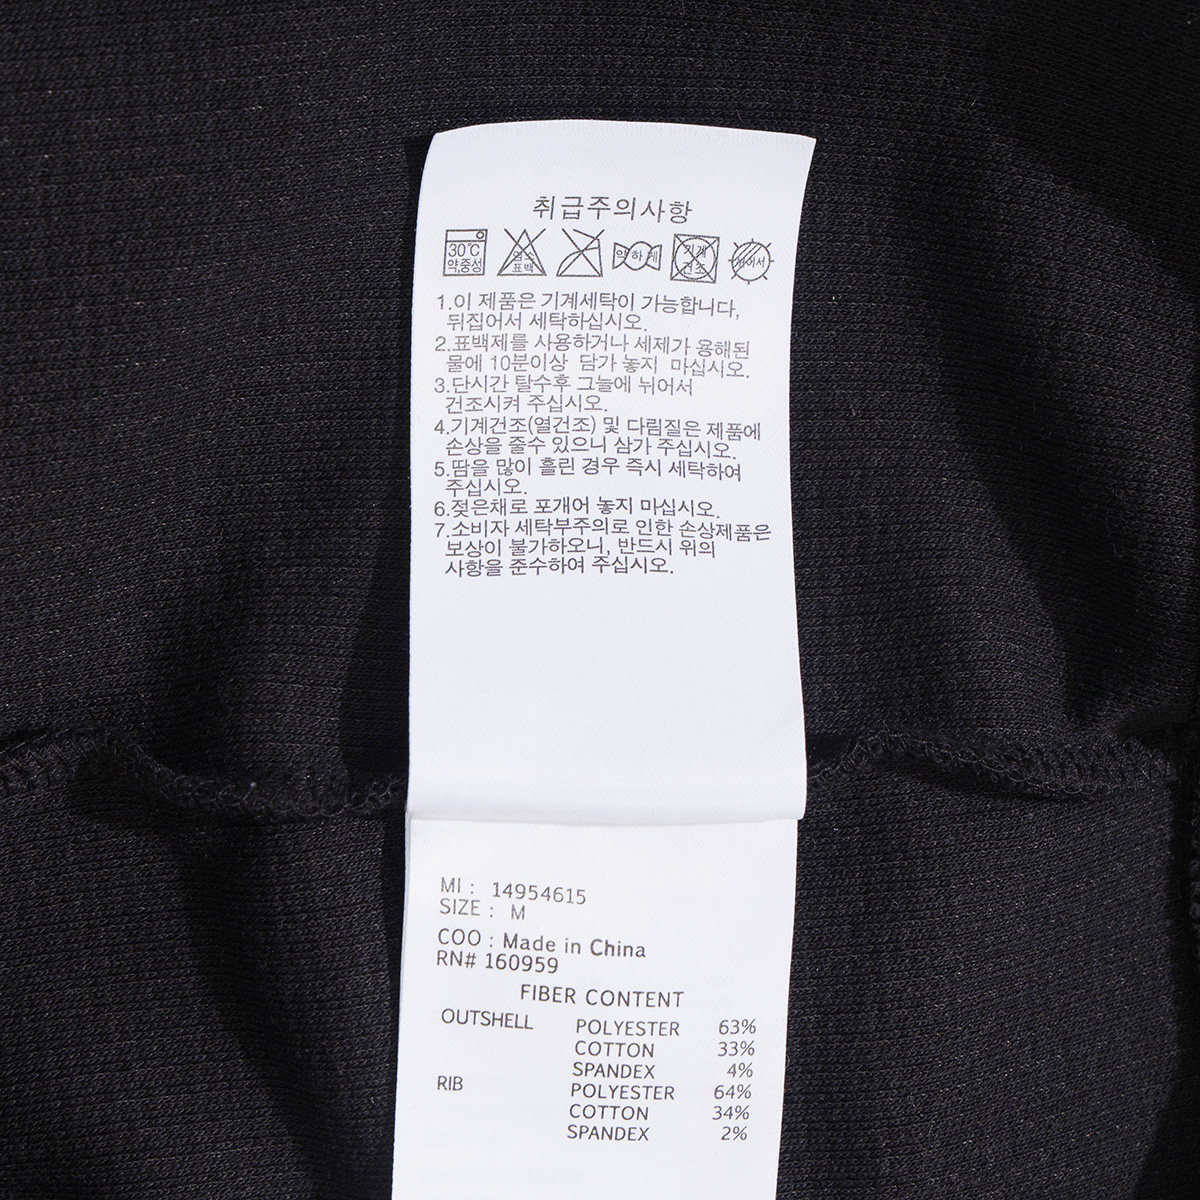 취급주의사항
30℃ 약,중성 염소 표백 약하게 기계 건조 뉘어서
1.이 제품은 기계세탁이 가능합니다,
뒤집어서 세탁하십시오.
2.표백제를 사용하거나 세제가 용해된
물에 10분이상 담가 놓지 마십시오.
3.단시간 탈수후 그늘에 뉘어서
건조시켜 주십시오.
4.기계건조(열건조) 및 다림질은 제품에
손상을 줄수 있으니 삼가 주십시오.
5.땀을 많이 흘린 경우 즉시 세탁하여
주십시오.
6.젖은채로 포개어 놓지 마십시오.
7.소비자 세탁부주의로 인한 손상제품은
보상이 불가하오니, 반드시 위의
사항을 준수하여 주십시오.
MI : 14954615
SIZE : M
COO : Made in China
RN# 160959
FIBER CONTENT
OUTSHELL POLYESTER 63%
COTTON 33%
SPANDEX 4%
RIB POLYESTER 64%
COTTON 34%
SPANDEX 2%